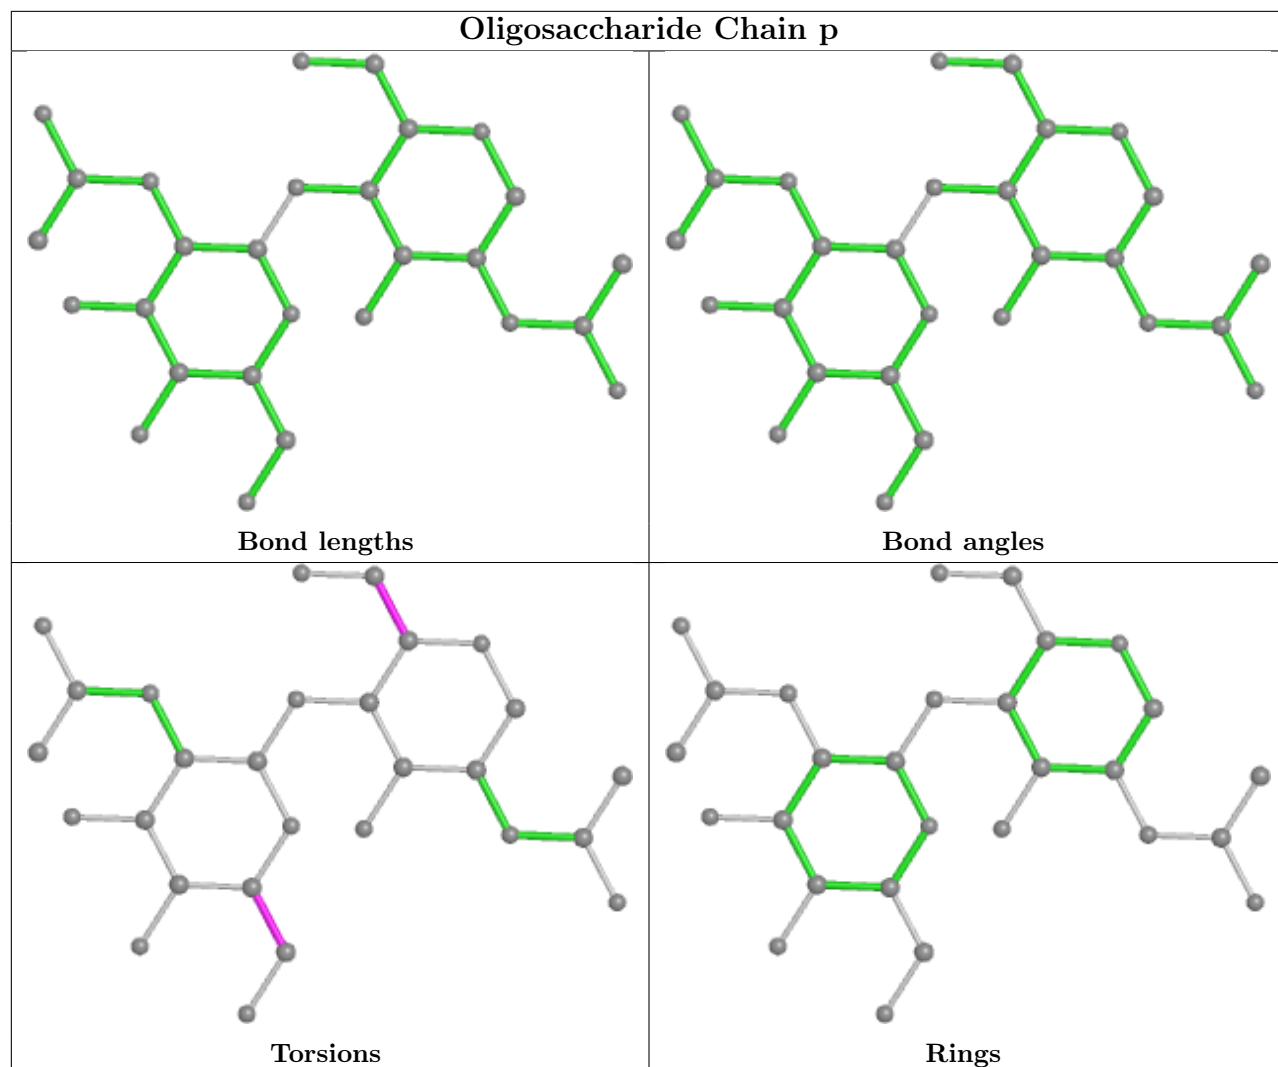 Oligosaccharide Chain p
Bond lengths
Bond angles
Torsions
Rings